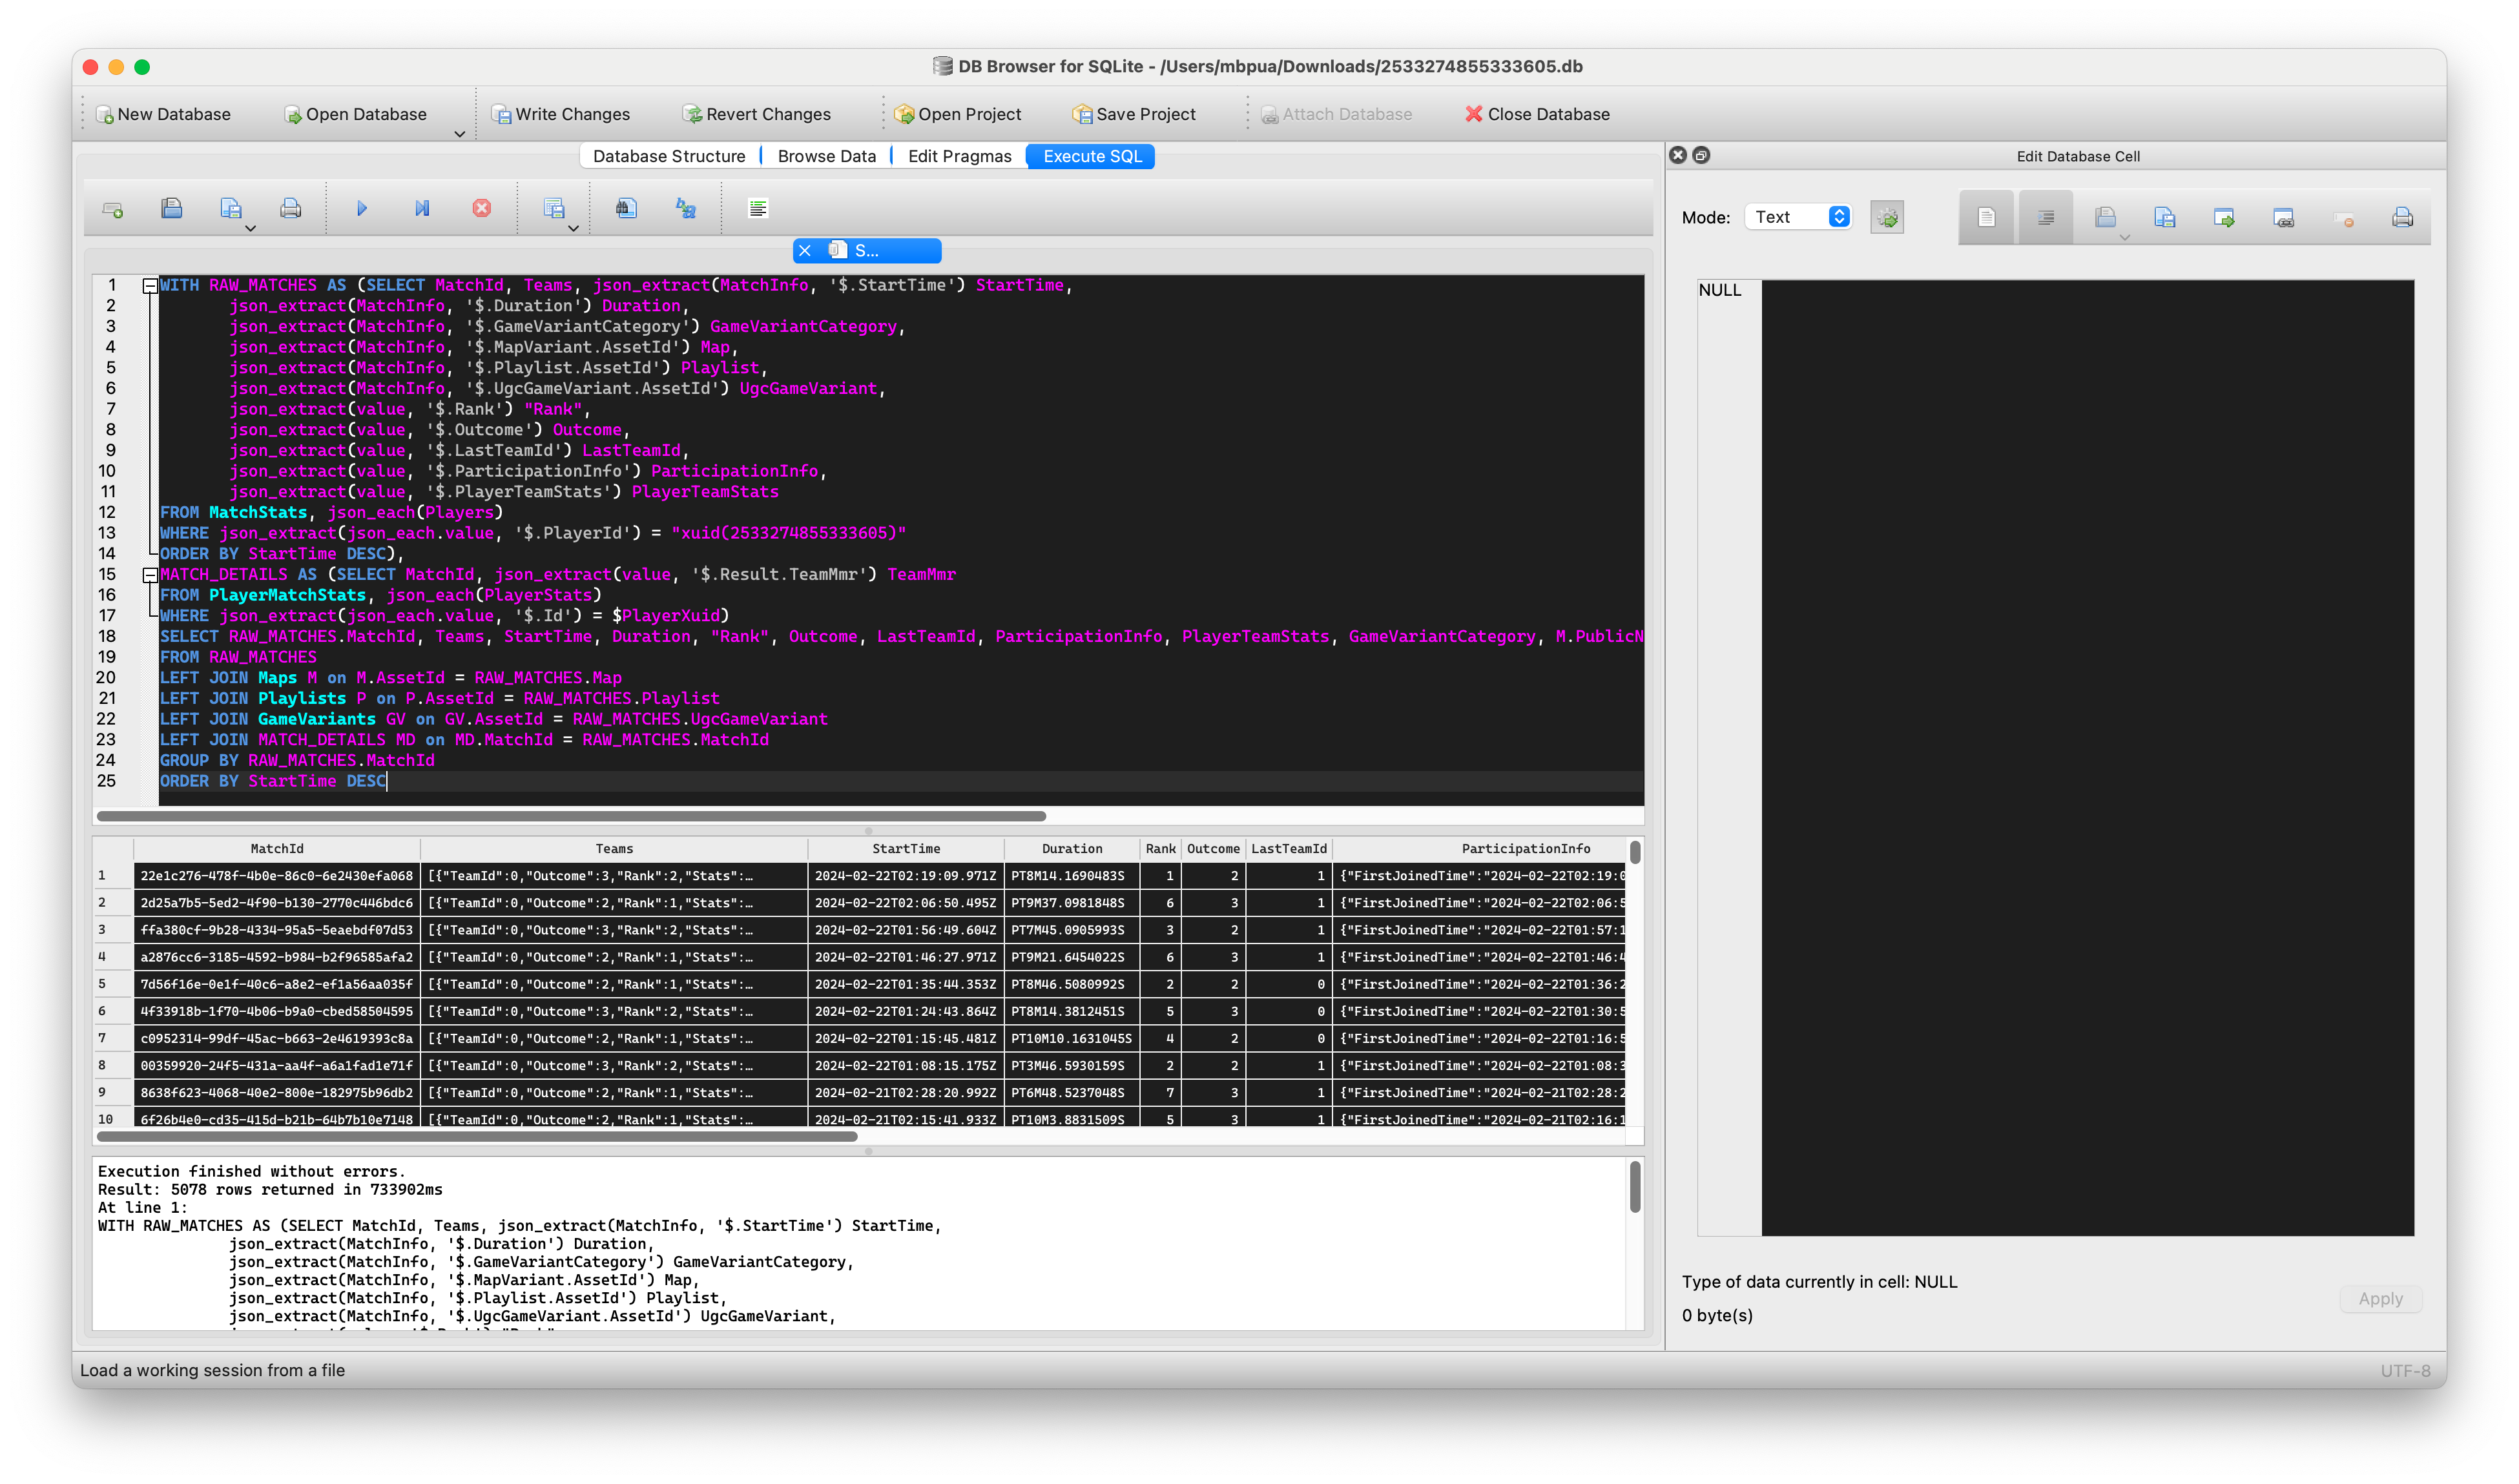 DB Browser for SQLite - /Users/mbpua/Downloads/2533274855333605.db
New Database Open Database Write Changes Revert Changes Open Project Save Project Attach Database Close Database
Database Structure Browse Data Edit Pragmas Execute SQL
S...
1 WITH RAW_MATCHES AS (SELECT MatchId, Teams, json_extract(MatchInfo, '$.StartTime') StartTime,
2 json_extract(MatchInfo, '$.Duration') Duration,
3 json_extract(MatchInfo, '$.GameVariantCategory') GameVariantCategory,
4 json_extract(MatchInfo, '$.MapVariant.AssetId') Map,
5 json_extract(MatchInfo, '$.Playlist.AssetId') Playlist,
6 json_extract(MatchInfo, '$.UgcGameVariant.AssetId') UgcGameVariant,
7 json_extract(value, '$.Rank') "Rank",
8 json_extract(value, '$.Outcome') Outcome,
9 json_extract(value, '$.LastTeamId') LastTeamId,
10 json_extract(value, '$.ParticipationInfo') ParticipationInfo,
11 json_extract(value, '$.PlayerTeamStats') PlayerTeamStats
12 FROM MatchStats, json_each(Players)
13 WHERE json_extract(json_each.value, '$.PlayerId') = "xuid(2533274855333605)"
14 ORDER BY StartTime DESC),
15 MATCH_DETAILS AS (SELECT MatchId, json_extract(value, '$.Result.TeamMmr') TeamMmr
16 FROM PlayerMatchStats, json_each(PlayerStats)
17 WHERE json_extract(json_each.value, '$.Id') = $PlayerXuid)
18 SELECT RAW_MATCHES.MatchId, Teams, StartTime, Duration, "Rank", Outcome, LastTeamId, ParticipationInfo, PlayerTeamStats, GameVariantCategory, M.PublicN
19 FROM RAW_MATCHES
20 LEFT JOIN Maps M on M.AssetId = RAW_MATCHES.Map
21 LEFT JOIN Playlists P on P.AssetId = RAW_MATCHES.Playlist
22 LEFT JOIN GameVariants GV on GV.AssetId = RAW_MATCHES.UgcGameVariant
23 LEFT JOIN MATCH_DETAILS MD on MD.MatchId = RAW_MATCHES.MatchId
24 GROUP BY RAW_MATCHES.MatchId
25 ORDER BY StartTime DESC
MatchId Teams StartTime Duration Rank Outcome LastTeamId ParticipationInfo
1 22e1c276-478f-4b0e-86c0-6e2430efa068 [{"TeamId":0,"Outcome":3,"Rank":2,"Stats":… 2024-02-22T02:19:09.971Z PT8M14.1690483S 1 2 1 {"FirstJoinedTime":"2024-02-22T02:19:0
2 2d25a7b5-5ed2-4f90-b130-2770c446bdc6 [{"TeamId":0,"Outcome":2,"Rank":1,"Stats":… 2024-02-22T02:06:50.495Z PT9M37.0981848S 6 3 1 {"FirstJoinedTime":"2024-02-22T02:06:5
3 ffa380cf-9b28-4334-95a5-5eaebdf07d53 [{"TeamId":0,"Outcome":3,"Rank":2,"Stats":… 2024-02-22T01:56:49.604Z PT7M45.0905993S 3 2 1 {"FirstJoinedTime":"2024-02-22T01:57:1
4 a2876cc6-3185-4592-b984-b2f96585afa2 [{"TeamId":0,"Outcome":2,"Rank":1,"Stats":… 2024-02-22T01:46:27.971Z PT9M21.6454022S 6 3 1 {"FirstJoinedTime":"2024-02-22T01:46:4
5 7d56f16e-0e1f-40c6-a8e2-ef1a56aa035f [{"TeamId":0,"Outcome":2,"Rank":1,"Stats":… 2024-02-22T01:35:44.353Z PT8M46.5080992S 2 2 0 {"FirstJoinedTime":"2024-02-22T01:36:2
6 4f33918b-1f70-4b06-b9a0-cbed58504595 [{"TeamId":0,"Outcome":3,"Rank":2,"Stats":… 2024-02-22T01:24:43.864Z PT8M14.3812451S 5 3 0 {"FirstJoinedTime":"2024-02-22T01:30:5
7 c0952314-99df-45ac-b663-2e4619393c8a [{"TeamId":0,"Outcome":2,"Rank":1,"Stats":… 2024-02-22T01:15:45.481Z PT10M10.1631045S 4 2 0 {"FirstJoinedTime":"2024-02-22T01:16:5
8 00359920-24f5-431a-aa4f-a6a1fad1e71f [{"TeamId":0,"Outcome":3,"Rank":2,"Stats":… 2024-02-22T01:08:15.175Z PT3M46.5930159S 2 2 1 {"FirstJoinedTime":"2024-02-22T01:08:3
9 8638f623-4068-40e2-800e-182975b96db2 [{"TeamId":0,"Outcome":2,"Rank":1,"Stats":… 2024-02-21T02:28:20.992Z PT6M48.5237048S 7 3 1 {"FirstJoinedTime":"2024-02-21T02:28:2
10 6f26b4e0-cd35-415d-b21b-64b7b10e7148 [{"TeamId":0,"Outcome":2,"Rank":1,"Stats":… 2024-02-21T02:15:41.933Z PT10M3.8831509S 5 3 1 {"FirstJoinedTime":"2024-02-21T02:16:1
Execution finished without errors.
Result: 5078 rows returned in 733902ms
At line 1:
WITH RAW_MATCHES AS (SELECT MatchId, Teams, json_extract(MatchInfo, '$.StartTime') StartTime,
json_extract(MatchInfo, '$.Duration') Duration,
json_extract(MatchInfo, '$.GameVariantCategory') GameVariantCategory,
json_extract(MatchInfo, '$.MapVariant.AssetId') Map,
json_extract(MatchInfo, '$.Playlist.AssetId') Playlist,
json_extract(MatchInfo, '$.UgcGameVariant.AssetId') UgcGameVariant,
Edit Database Cell
Mode: Text
NULL
Type of data currently in cell: NULL
0 byte(s)
Apply
Load a working session from a file
UTF-8